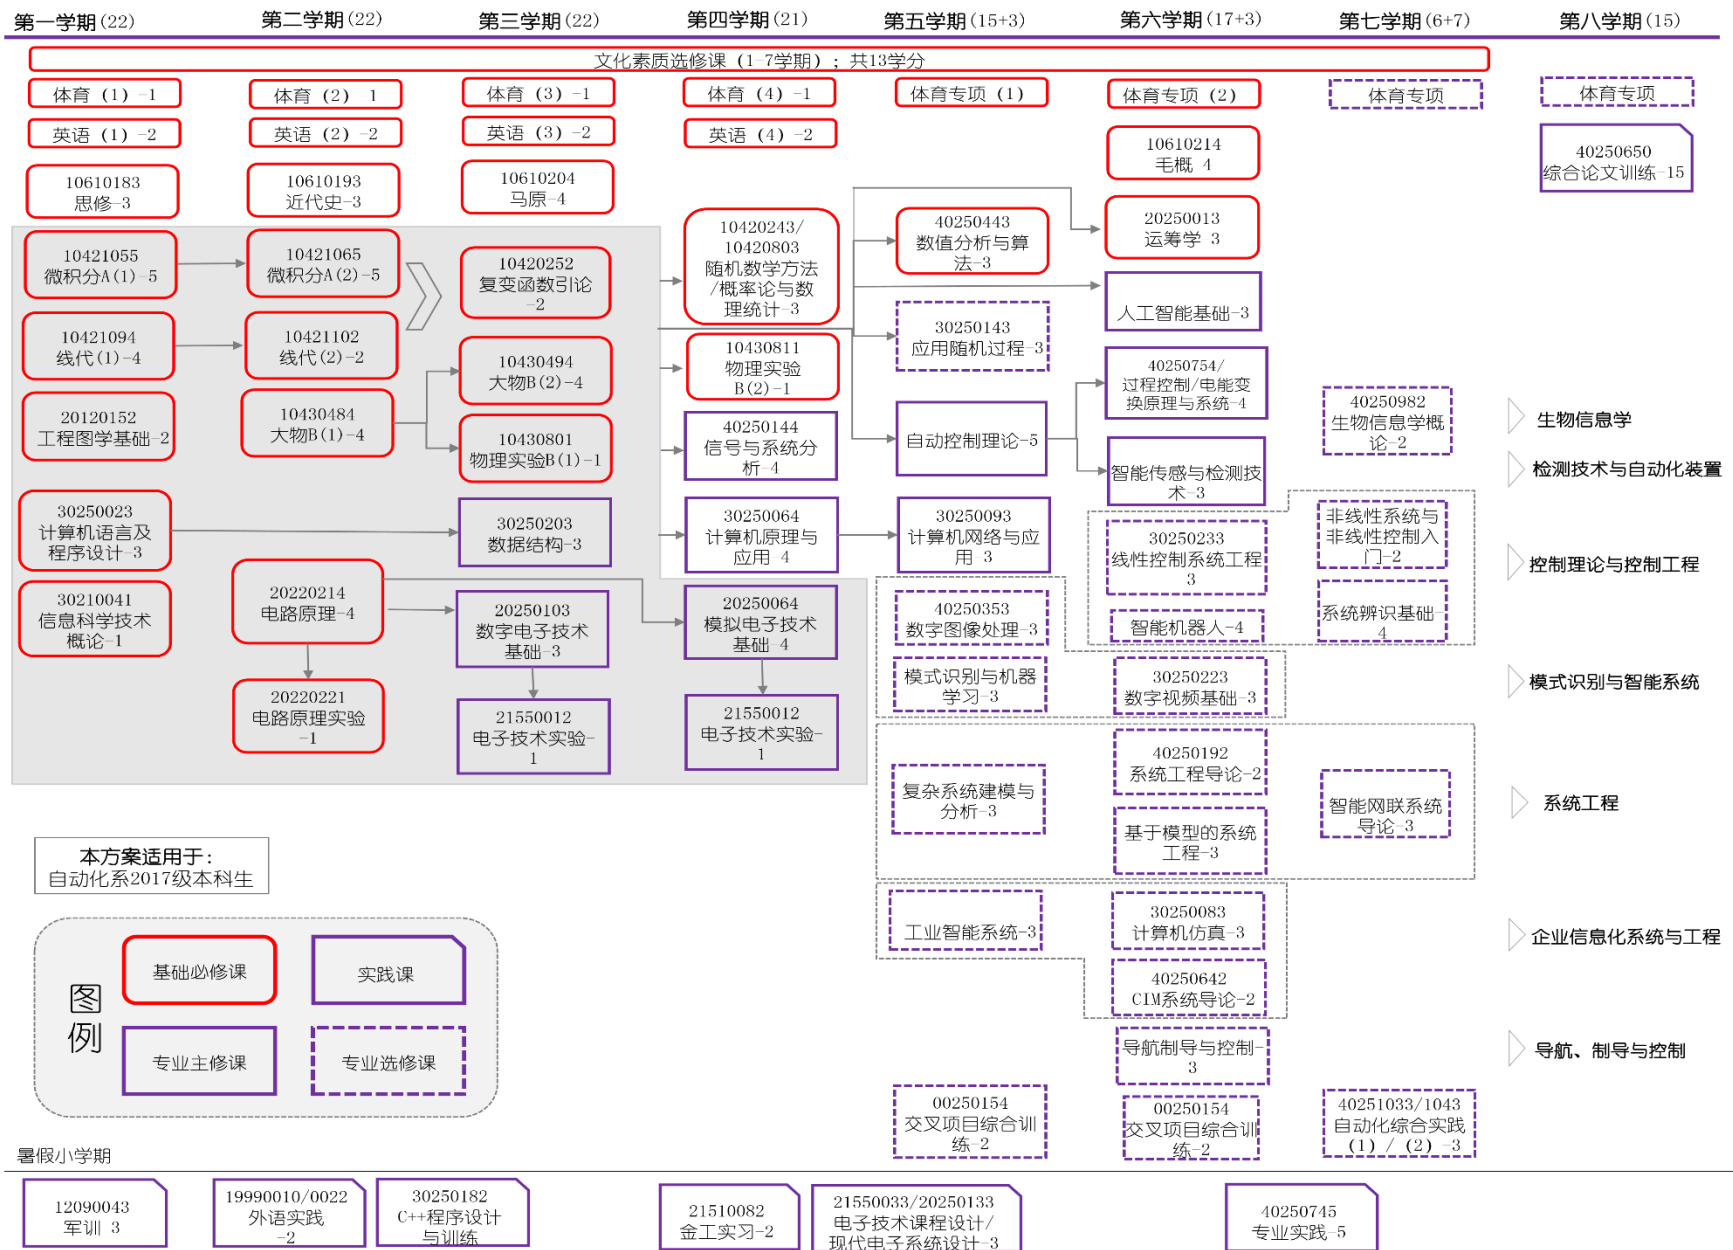 第一学期(22)
第二学期(22)
第三学期(22)
第四学期(21)
第五学期(15+3)
第六学期(17+3)
第七学期(6+7)
第八学期(15)
文化素质选修课（1-7学期）；共13学分
体育（1）-1
体育（2） 1
体育（3）-1
体育（4）-1
体育专项（1）
体育专项（2）
体育专项
体育专项
英语（1）-2
英语（2）-2
英语（3）-2
英语（4）-2
10610214
毛概 4
40250650
综合论文训练-15
10610183
思修-3
10610193
近代史-3
10610204
马原-4
10421055
微积分A(1)-5
10421065
微积分A(2)-5
10420252
复变函数引论
-2
10420243/
10420803
随机数学方法
/概率论与数
理统计-3
40250443
数值分析与算
法-3
20250013
运筹学 3
人工智能基础-3
10421094
线代(1)-4
10421102
线代(2)-2
10430494
大物B(2)-4
10430811
物理实验
B(2)-1
30250143
应用随机过程-3
40250754/
过程控制/电能变
换原理与系统-4
20120152
工程图学基础-2
10430484
大物B(1)-4
10430801
物理实验B(1)-1
40250144
信号与系统分
析-4
自动控制理论-5
智能传感与检测技
术-3
40250982
生物信息学概
论-2
生物信息学
检测技术与自动化装置
30250023
计算机语言及
程序设计-3
30250203
数据结构-3
30250064
计算机原理与
应用-4
30250093
计算机网络与应
用-3
30250233
线性控制系统工程
3
非线性系统与
非线性控制入
门-2
控制理论与控制工程
30210041
信息科学技术
概论-1
20220214
电路原理-4
20250103
数字电子技术
基础-3
20250064
模拟电子技术
基础-4
40250353
数字图像处理-3
智能机器人-4
系统辨识基础-
4
20220221
电路原理实验
-1
21550012
电子技术实验-
1
21550012
电子技术实验-
1
模式识别与机器
学习-3
30250223
数字视频基础-3
模式识别与智能系统
复杂系统建模与
分析-3
40250192
系统工程导论-2
基于模型的系统
工程-3
智能网联系统
导论-3
系统工程
本方案适用于：
自动化系2017级本科生
工业智能系统-3
30250083
计算机仿真-3
40250642
CIM系统导论-2
企业信息化系统与工程
图
例
基础必修课
实践课
专业主修课
专业选修课
导航制导与控制-
3
导航、制导与控制
00250154
交叉项目综合训
练-2
00250154
交叉项目综合训
练-2
40251033/1043
自动化综合实践
(1) / (2) -3
暑假小学期
12090043
军训 3
19990010/0022
外语实践
-2
30250182
C++程序设计
与训练
21510082
金工实习-2
21550033/20250133
电子技术课程设计/
现代电子系统设计-3
40250745
专业实践-5